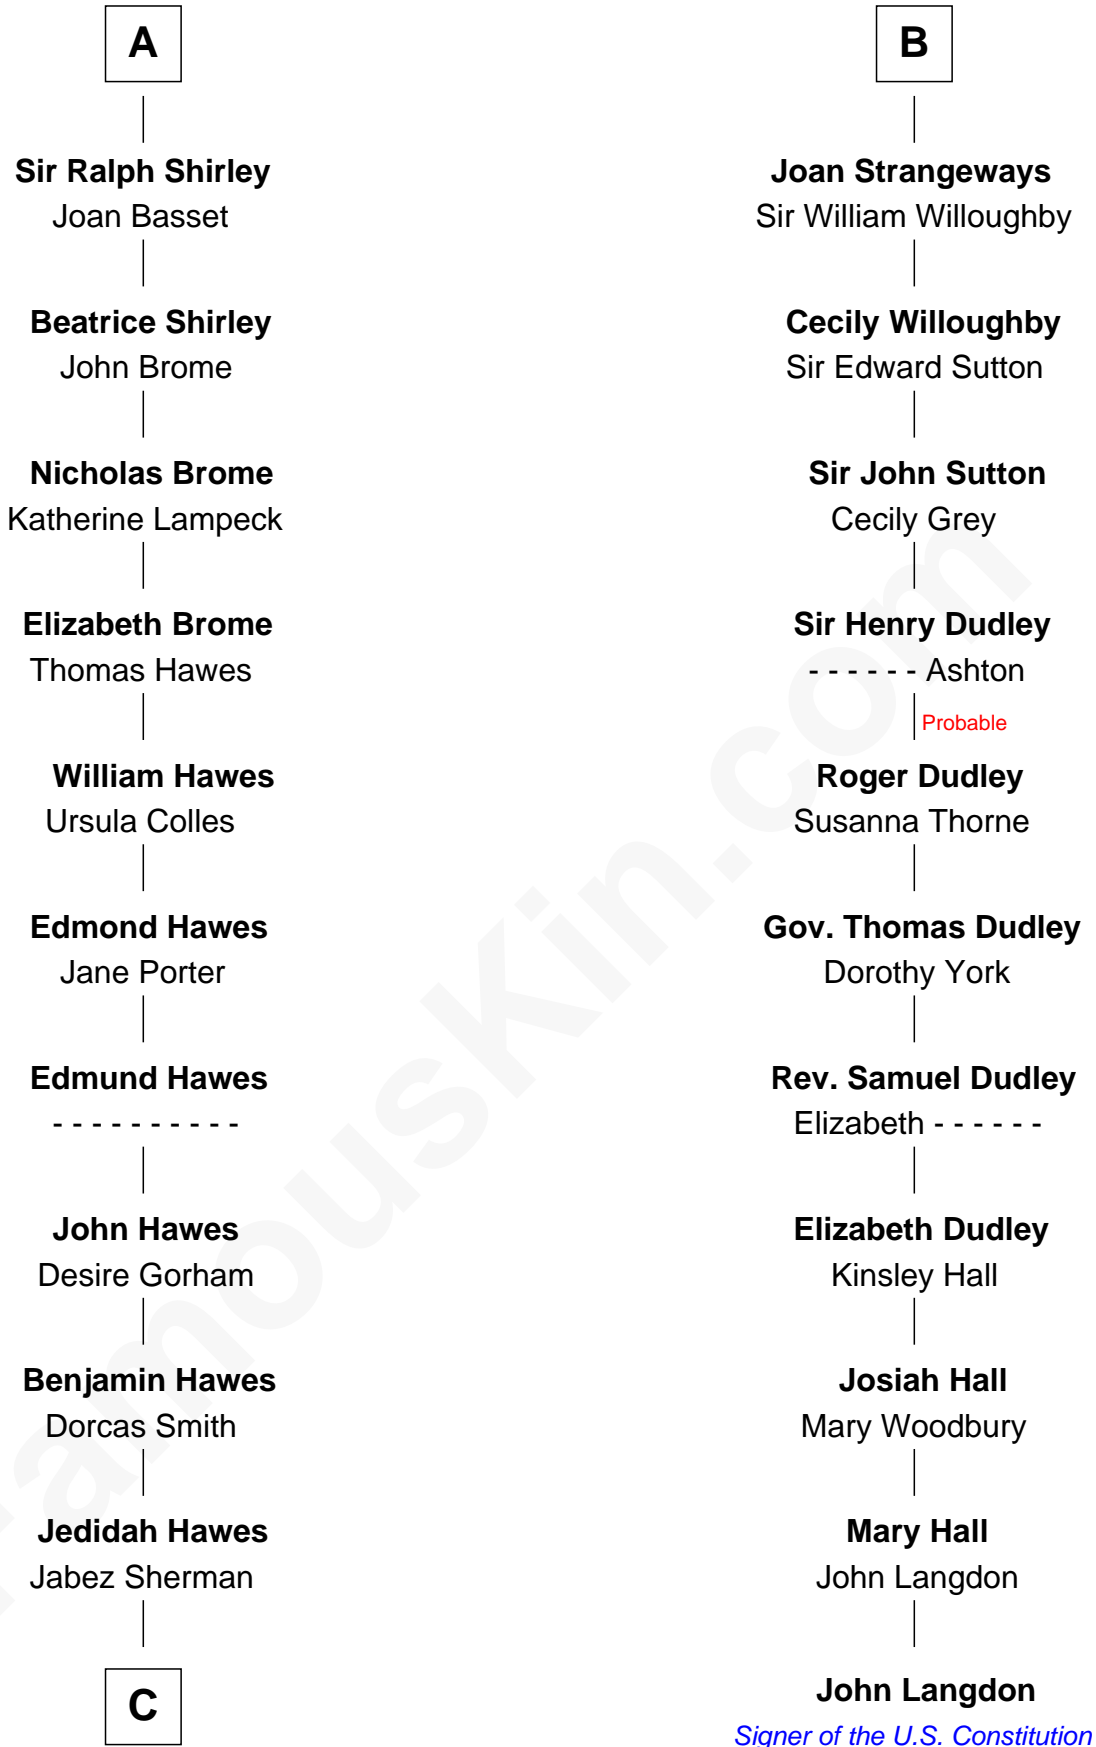 A
Sir Ralph Shirley
Joan Basset
Beatrice Shirley
John Brome
Nicholas Brome
Katherine Lampeck
Elizabeth Brome
Thomas Hawes
William Hawes
Ursula Colles
Edmond Hawes
Jane Porter
Edmund Hawes
- - - - - - - - - -
John Hawes
Desire Gorham
Benjamin Hawes
Dorcas Smith
Jedidah Hawes
Jabez Sherman
C
B
Joan Strangeways
Sir William Willoughby
Cecily Willoughby
Sir Edward Sutton
Sir John Sutton
Cecily Grey
Sir Henry Dudley
- - - - - - Ashton
Probable
Roger Dudley
Susanna Thorne
Gov. Thomas Dudley
Dorothy York
Rev. Samuel Dudley
Elizabeth - - - - - -
Elizabeth Dudley
Kinsley Hall
Josiah Hall
Mary Woodbury
Mary Hall
John Langdon
John Langdon
Signer of the U.S. Constitution
FamousKin.com